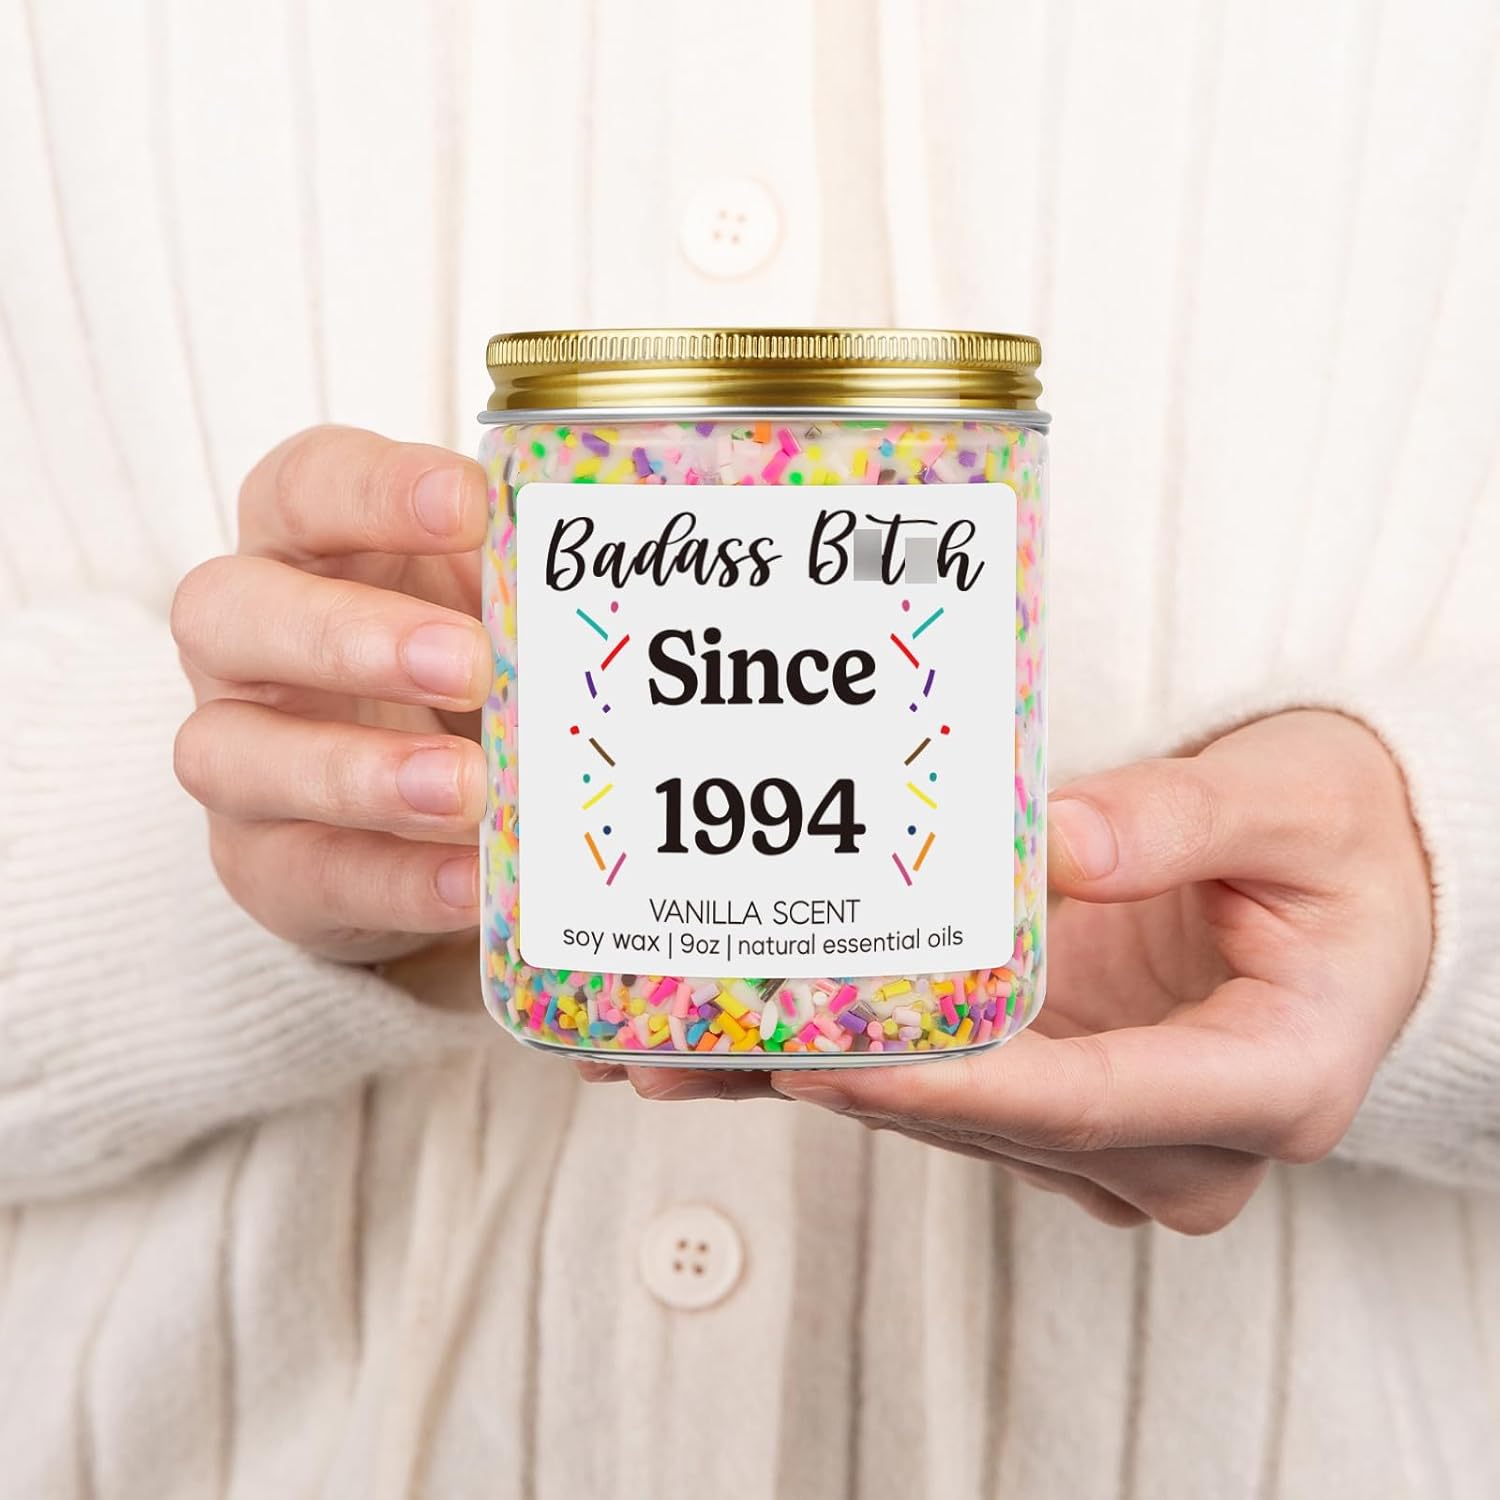 Badass B t h
Since
1994
VANILLA SCENT
soy wax | 9oz | natural essential oils